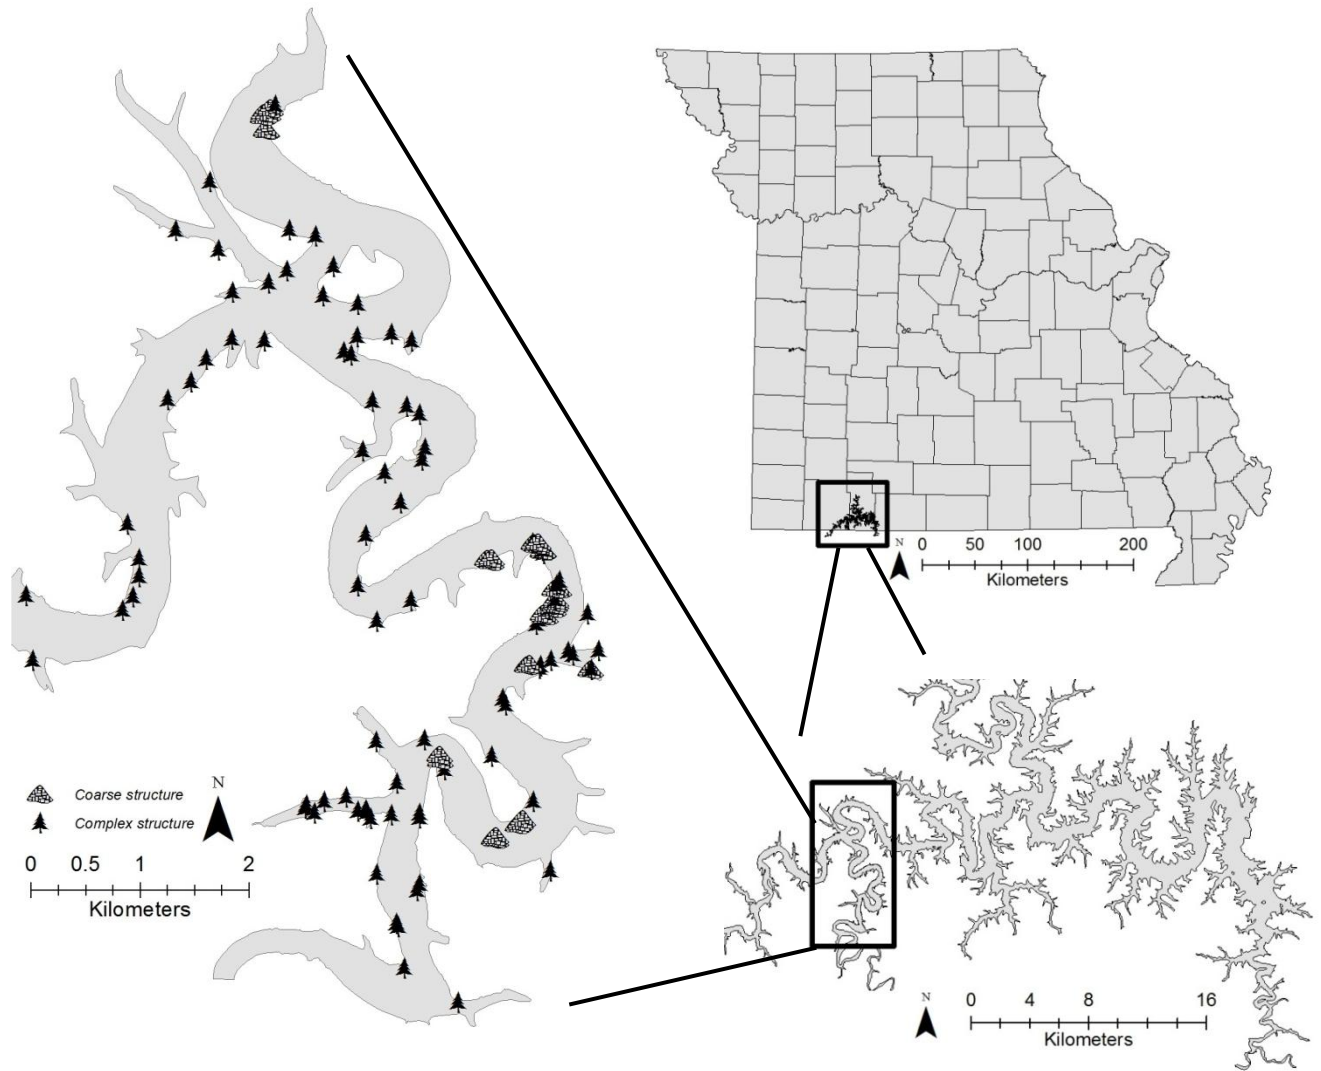 N
0 50 100 200
Kilometers
Coarse structure
Complex structure
N
0 0.5 1 2
Kilometers
N
0 4 8 16
Kilometers